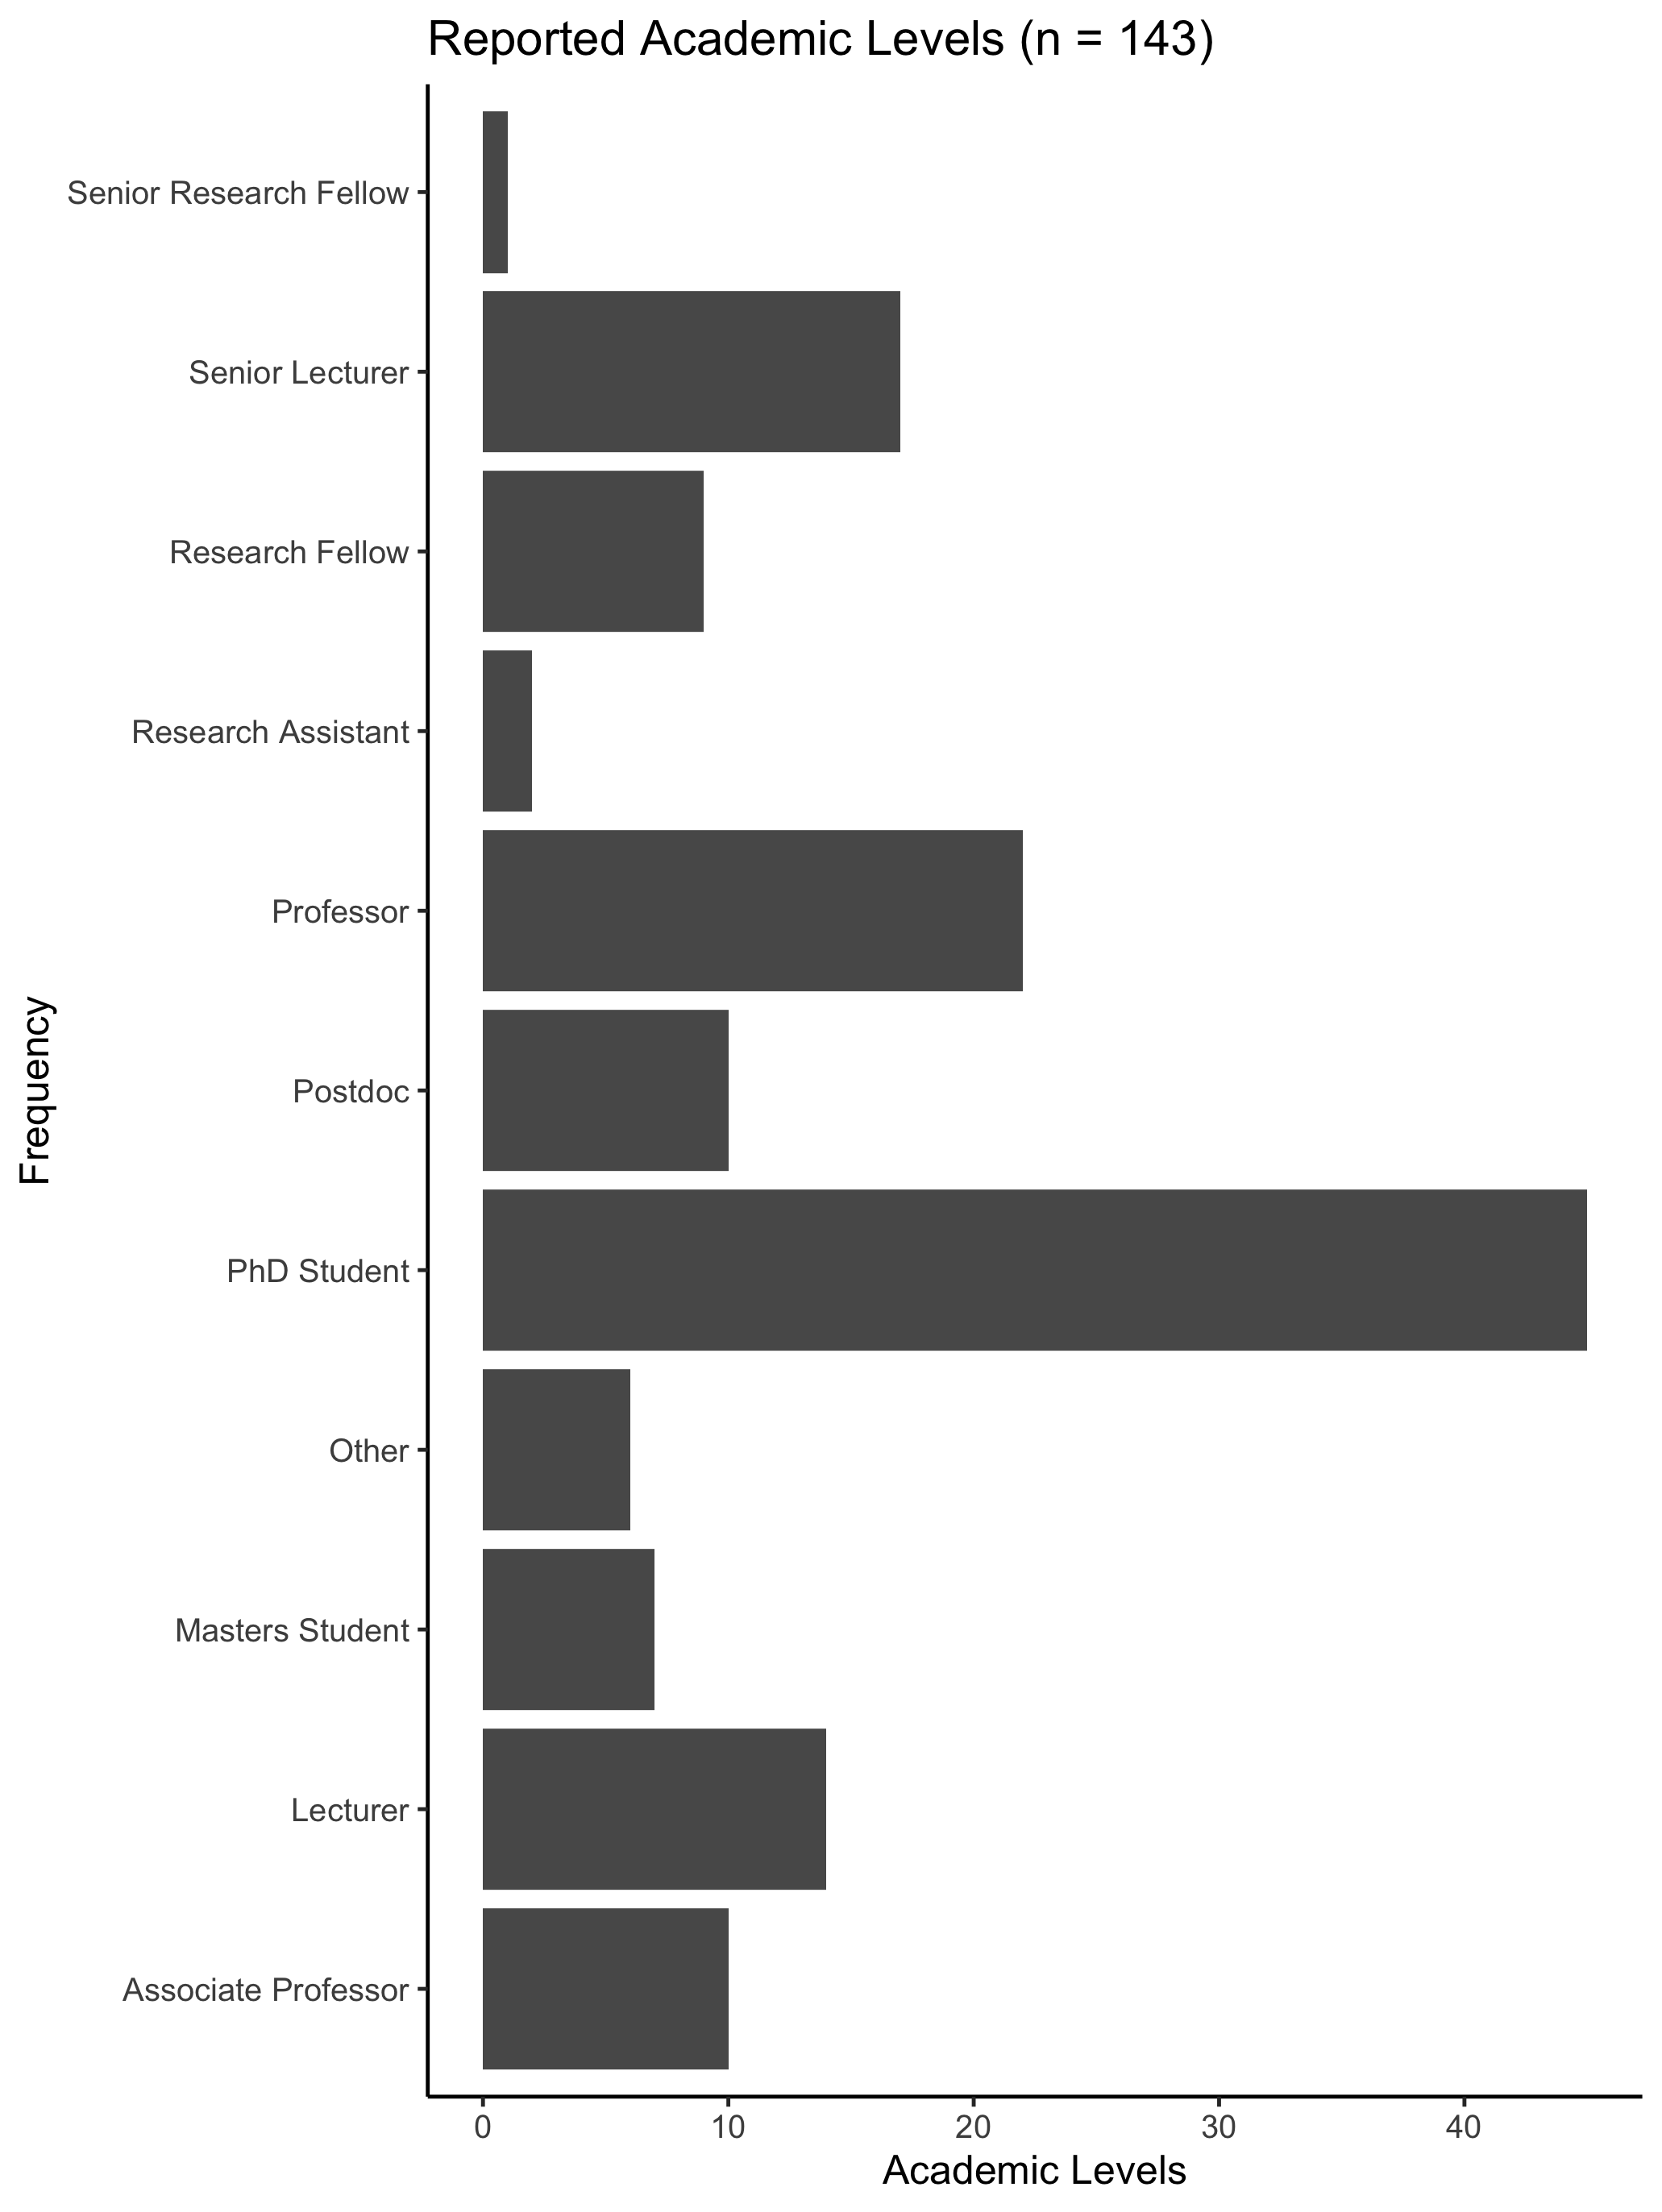 Reported Academic Levels (n = 143)
Senior Research Fellow
Senior Lecturer
Research Fellow
Research Assistant
Professor
Postdoc
PhD Student
Other
Masters Student
Lecturer
Associate Professor
Frequency
0 10 20 30 40
Academic Levels